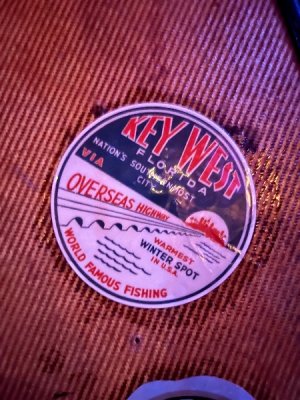 KEY WEST
FLORIDA
NATION'S SOUTHERNMOST
CITY
VIA
OVERSEAS HIGHWAY
WARMEST
WINTER SPOT
IN U.S.A.
WORLD FAMOUS FISHING